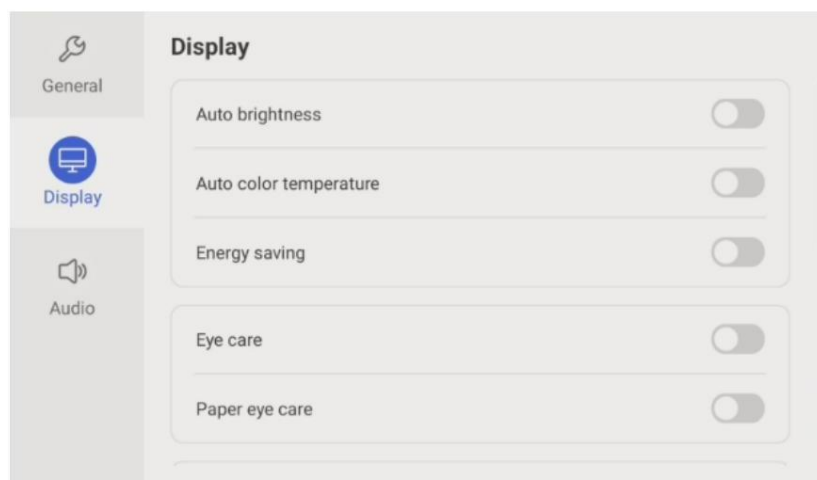 General
Display
Audio
Display
Auto brightness
Auto color temperature
Energy saving
Eye care
Paper eye care